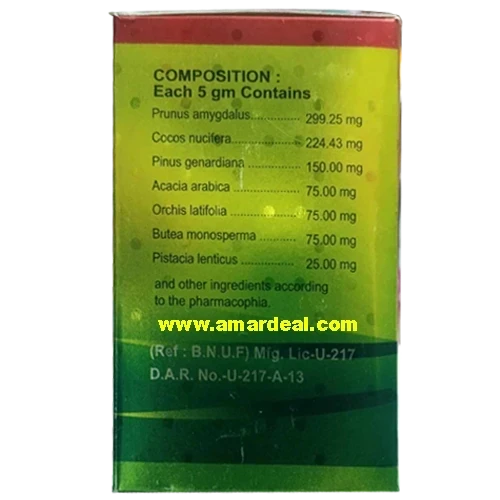 COMPOSITION :
Each 5 gm Contains
Prunus amygdalus.............. 299.25 mg
Cocos nucifera................... 224.43 mg
Pinus genardiana............... 150.00 mg
Acacia arabica .................. 75.00 mg
Orchis latifolia .................... 75.00 mg
Butea monosperma ........... 75.00 mg
Pistacia lenticus ................. 25.00 mg
and other ingredients according
to the pharmacophia.
www.amardeal.com
(Ref : B.N.U.F) Mfg. Lic-U-217
D.A.R. No.-U-217-A-13